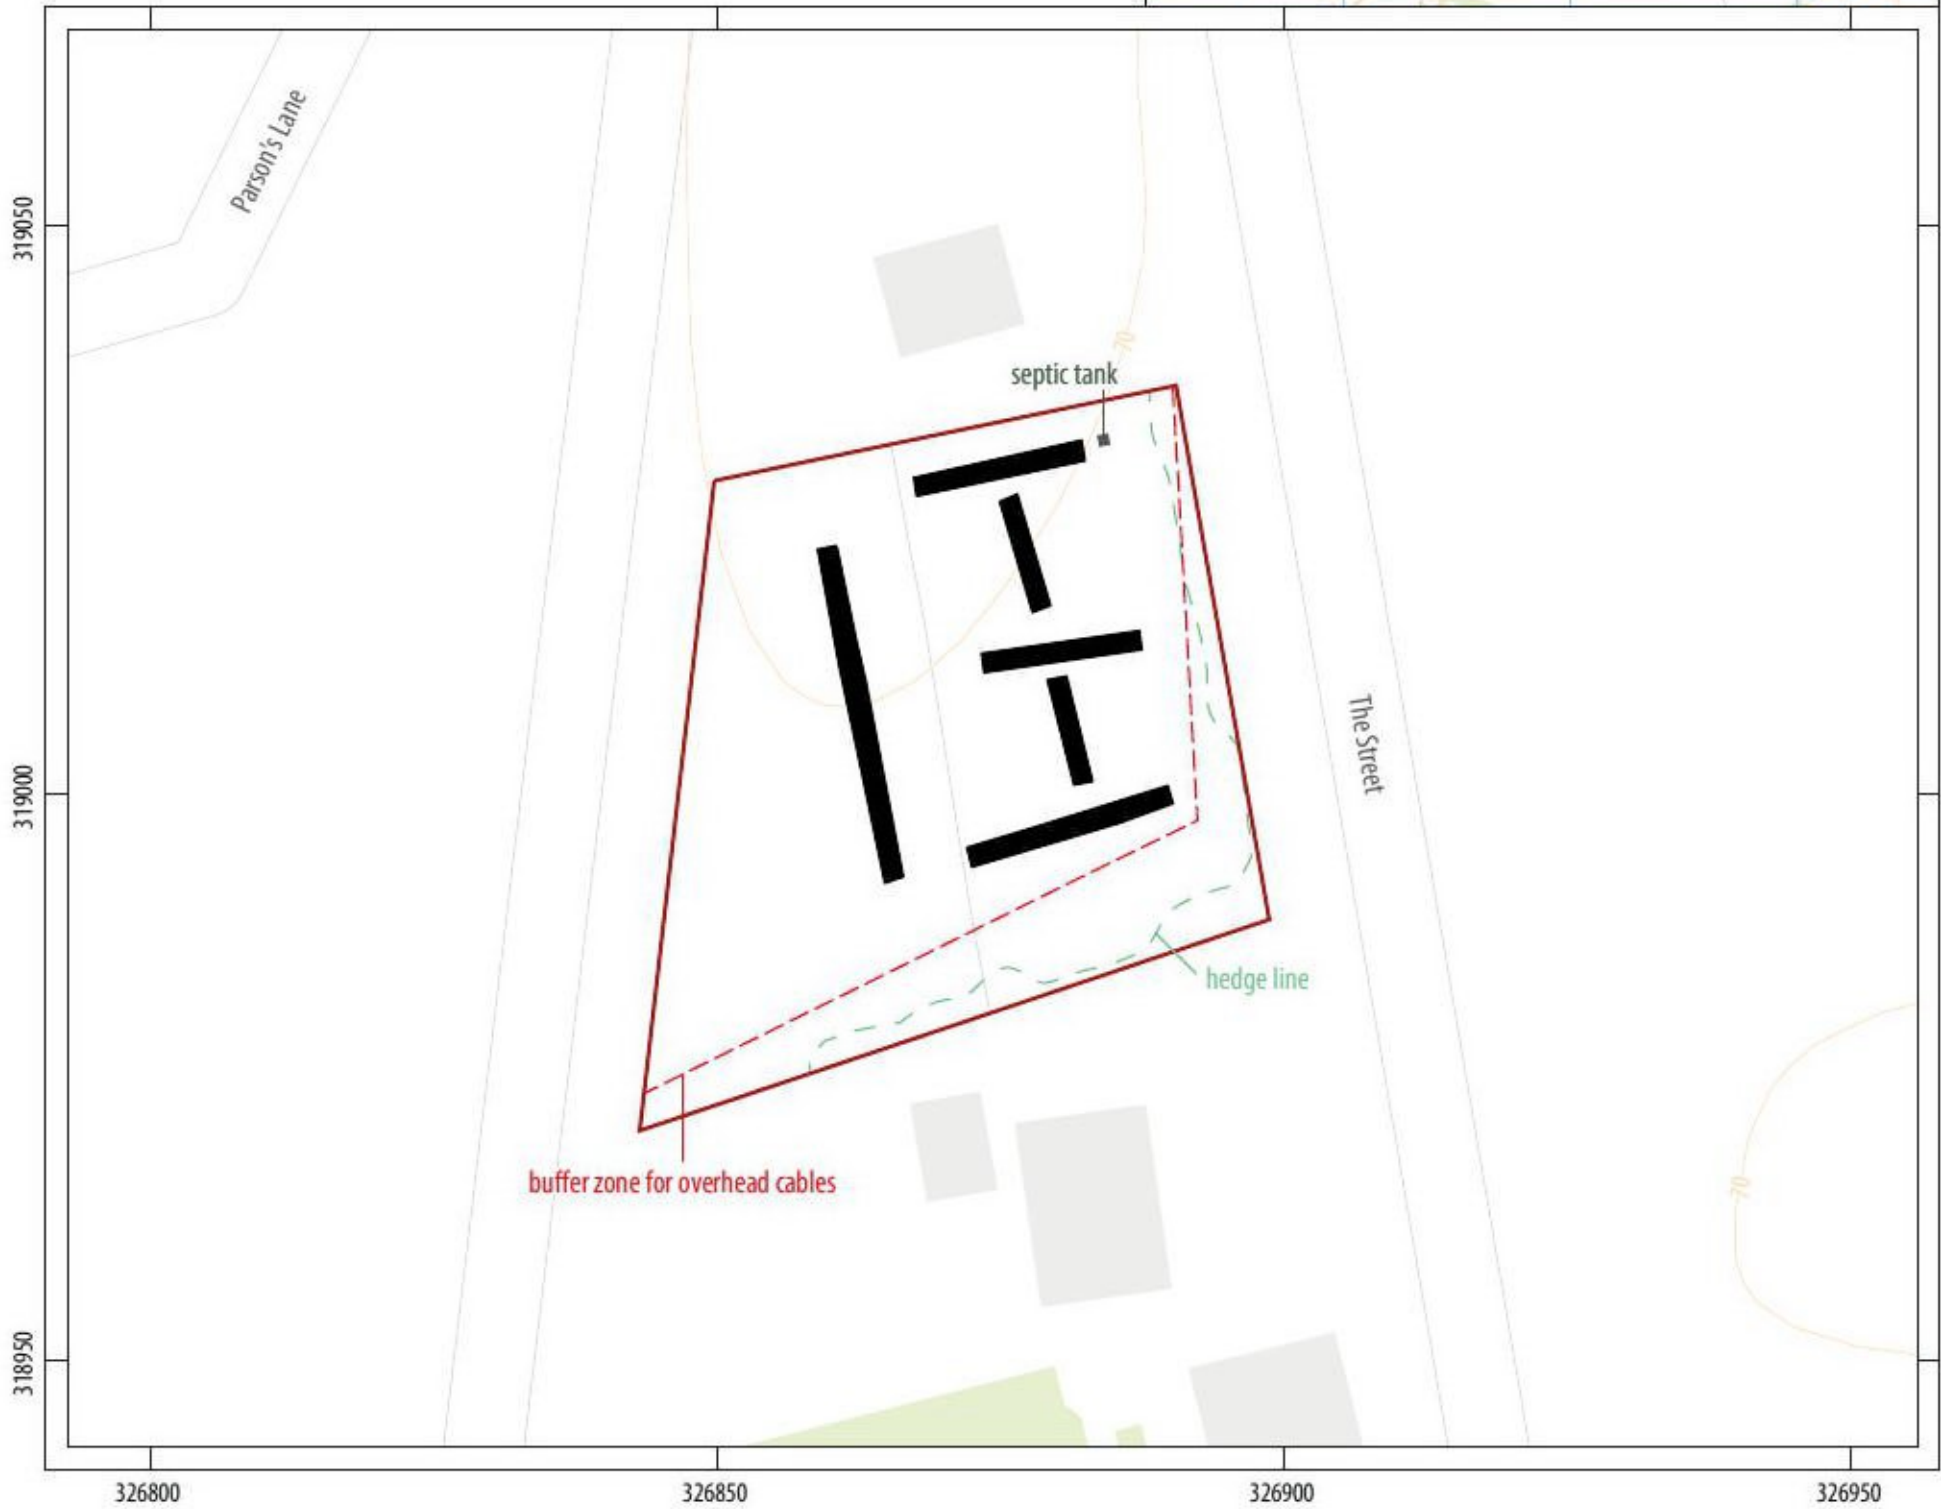 Parson's Lane
319050
70
septic tank
The Street
319000
hedge line
buffer zone for overhead cables
70
318950
326800
326850
326900
326950